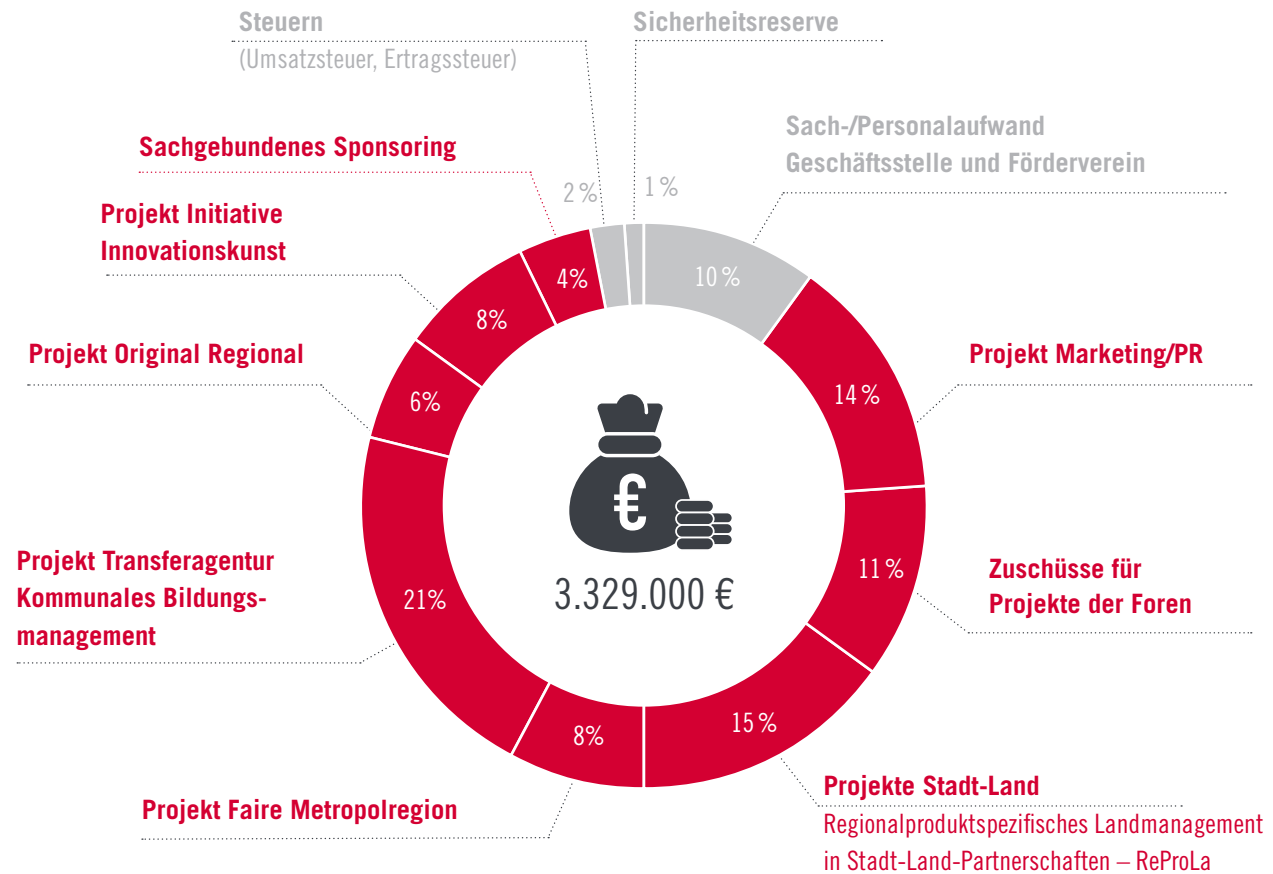 Steuern
(Umsatzsteuer, Ertragssteuer)
Sicherheitsreserve
Sach-/Personalaufwand
Geschäftsstelle und Förderverein
Sachgebundenes Sponsoring
2 %
1 %
Projekt Initiative
Innovationskunst
4%
10 %
8%
Projekt Original Regional
Projekt Marketing/PR
6%
14 %
€
Projekt Transferagentur
Kommunales Bildungs-
management
21%
3.329.000 €
11 %
Zuschüsse für
Projekte der Foren
8%
15 %
Projekt Faire Metropolregion
Projekte Stadt-Land
Regionalproduktspezifisches Landmanagement
in Stadt-Land-Partnerschaften – ReProLa